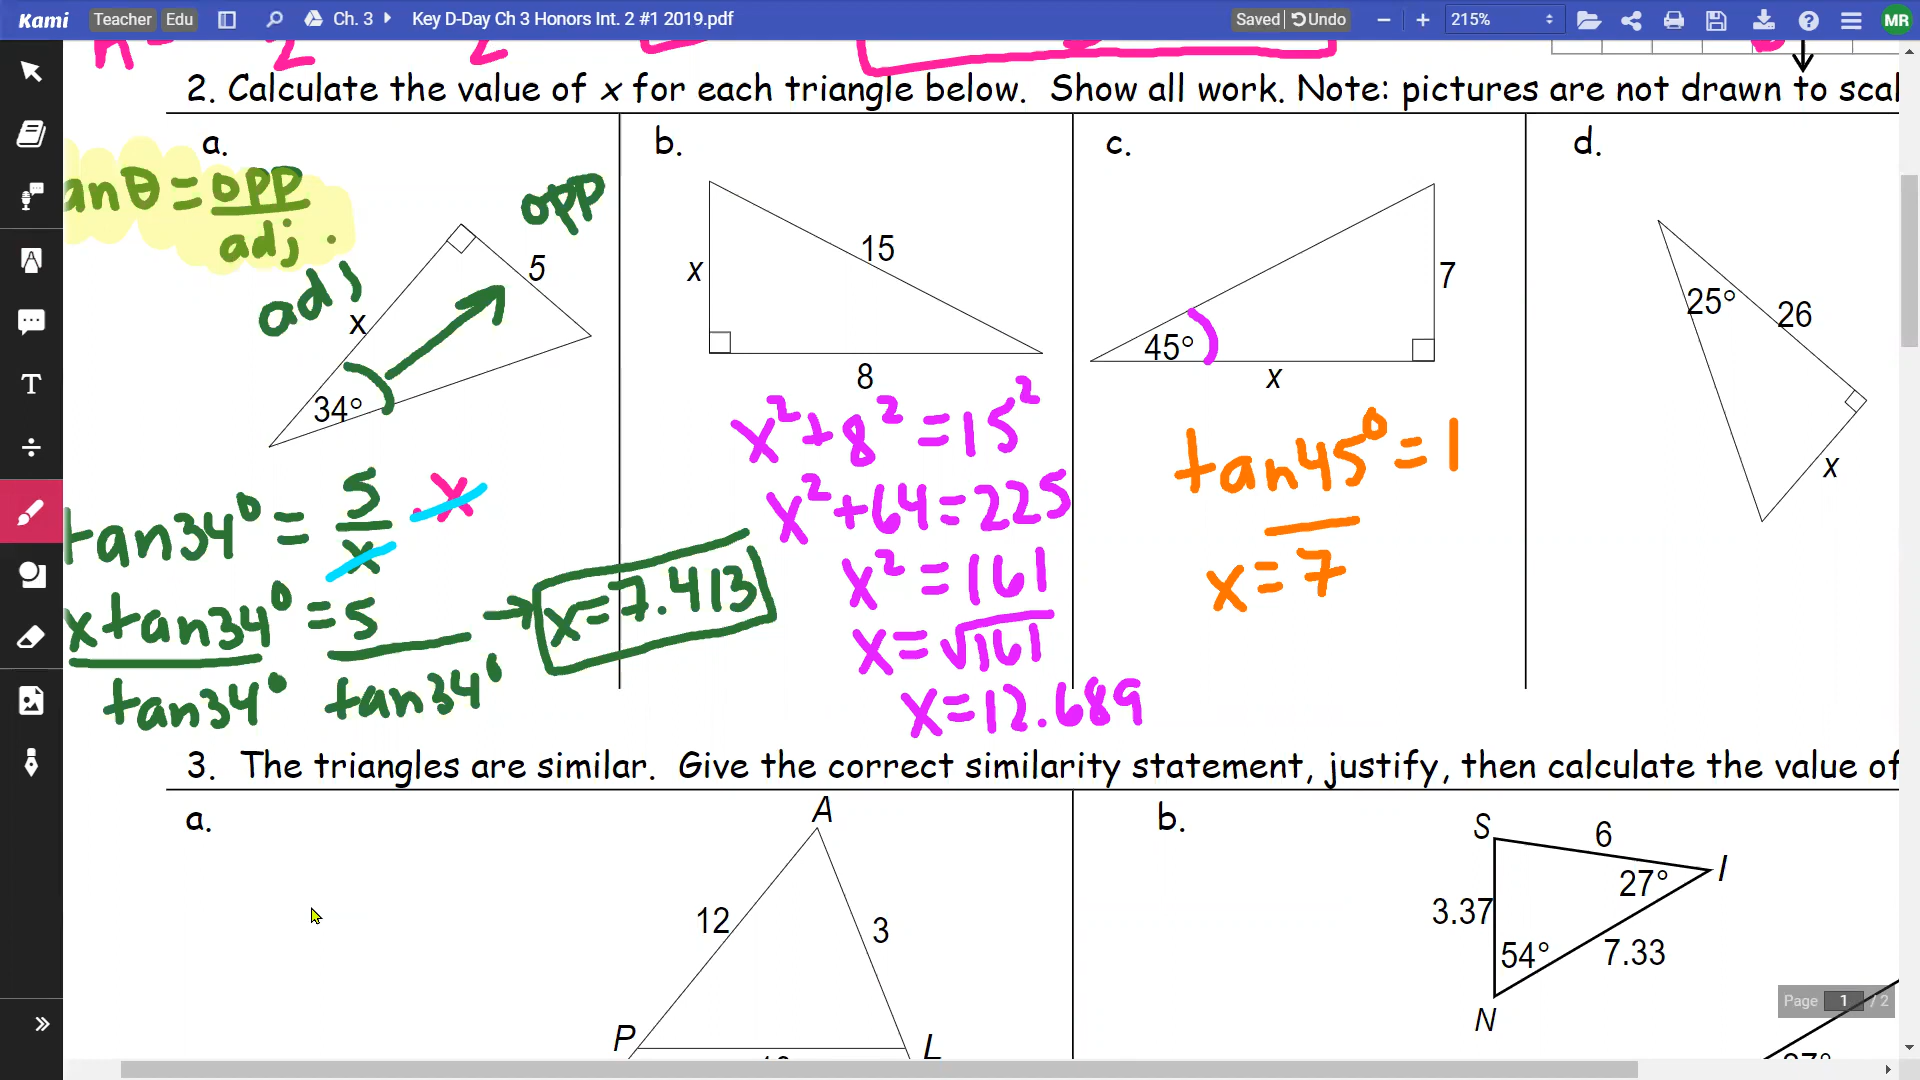 Kami Teacher Edu Ch. 3 Key D-Day Ch 3 Honors Int. 2 #1 2019.pdf Saved Undo 215% MR
2 2
2. Calculate the value of x for each triangle below. Show all work. Note: pictures are not drawn to scal
a.
anθ = opp
adj.
opp
adj
5
x
34°
tan34° = 5 x
x
x tan34° = 5 → x=7.413
tan34° tan34°
b.
15
x
8
x²+8²=15²
x²+64=225
x²=161
x=√161
x=12.689
c.
7
45°
x
tan45°=1
x=7
d.
25°
26
x
3. The triangles are similar. Give the correct similarity statement, justify, then calculate the value of
a.
A
12
3
P
L
b.
S
6
I
27°
3.37
54°
7.33
N
Page 1 / 2